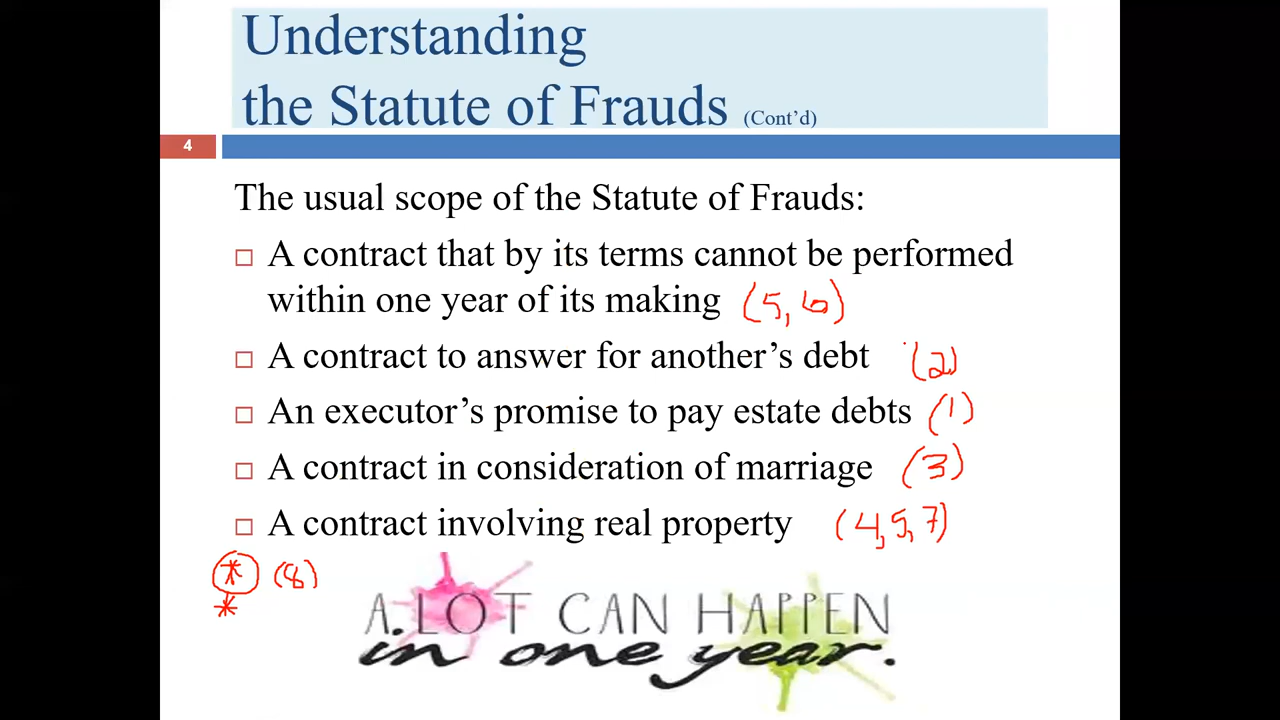 Understanding
the Statute of Frauds (Cont’d)
4
The usual scope of the Statute of Frauds:
A contract that by its terms cannot be performed
within one year of its making (5, 6)
A contract to answer for another’s debt (2)
An executor’s promise to pay estate debts (1)
A contract in consideration of marriage (3)
A contract involving real property (4, 5, 7)
* (8)
*
A LOT CAN HAPPEN
in one year.